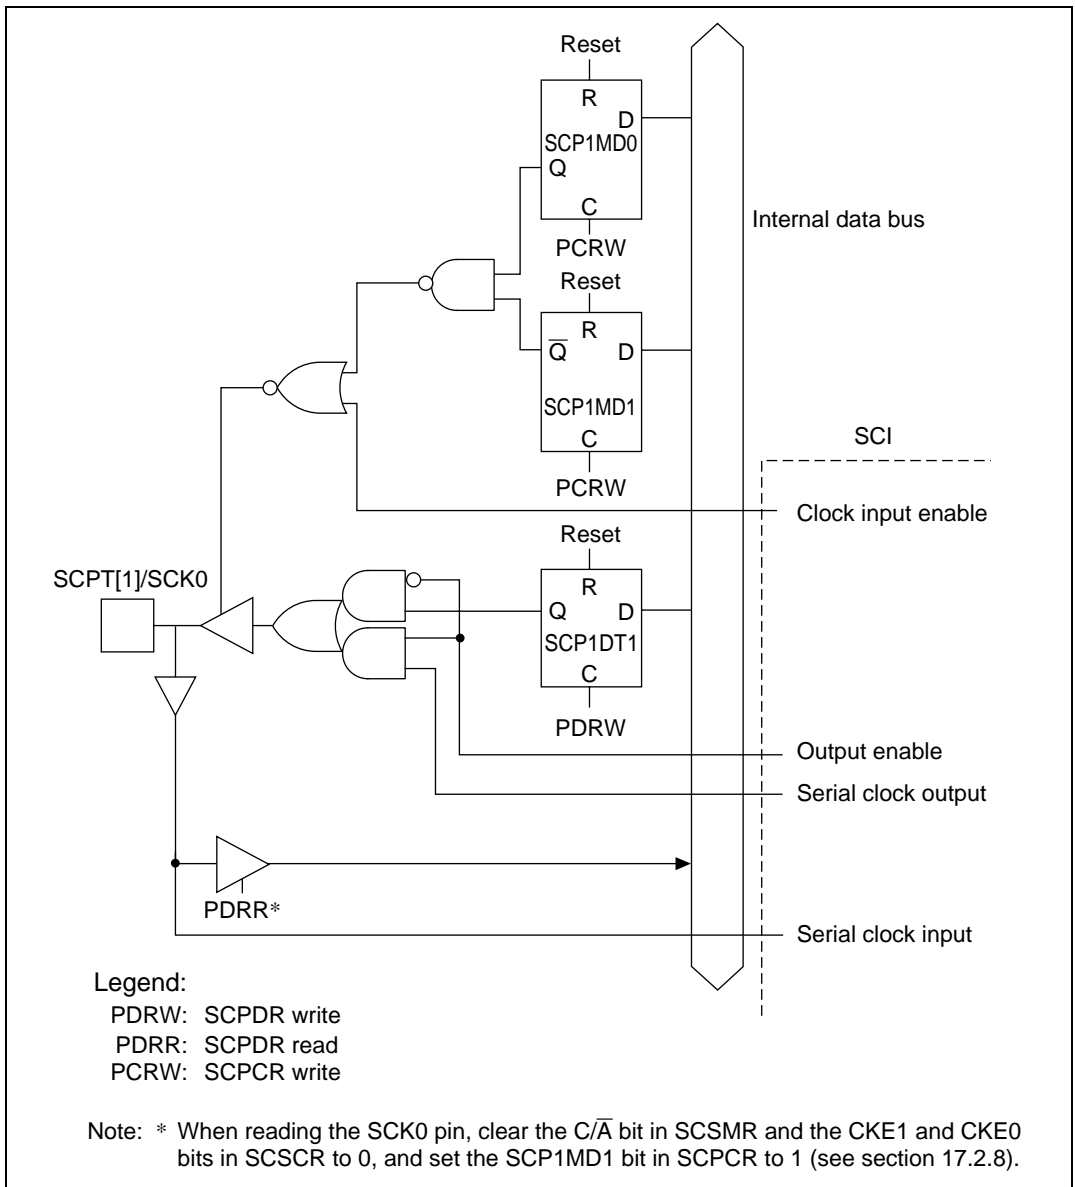 Reset
R
D
SCP1MD0
Q
C
PCRW
Internal data bus
Reset
R
Q̅ D
SCP1MD1
C
PCRW
SCI
Clock input enable
Reset
SCPT[1]/SCK0
R
Q D
SCP1DT1
C
PDRW
Output enable
Serial clock output
PDRR*
Serial clock input
Legend:
PDRW: SCPDR write
PDRR: SCPDR read
PCRW: SCPCR write
Note: * When reading the SCK0 pin, clear the C/A̅ bit in SCSMR and the CKE1 and CKE0
bits in SCSCR to 0, and set the SCP1MD1 bit in SCPCR to 1 (see section 17.2.8).